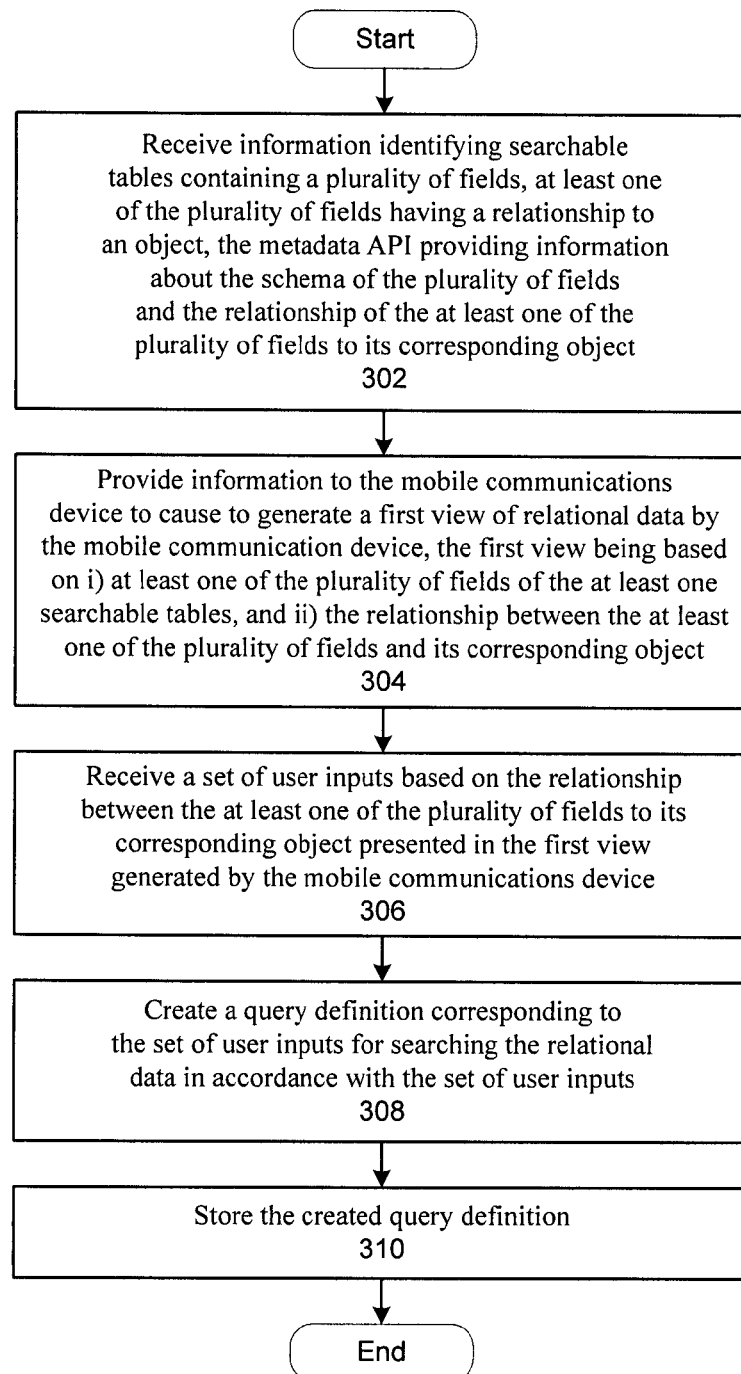 Start
Receive information identifying searchable
tables containing a plurality of fields, at least one
of the plurality of fields having a relationship to
an object, the metadata API providing information
about the schema of the plurality of fields
and the relationship of the at least one of the
plurality of fields to its corresponding object
302
Provide information to the mobile communications
device to cause to generate a first view of relational data by
the mobile communication device, the first view being based
on i) at least one of the plurality of fields of the at least one
searchable tables, and ii) the relationship between the at least
one of the plurality of fields and its corresponding object
304
Receive a set of user inputs based on the relationship
between the at least one of the plurality of fields to its
corresponding object presented in the first view
generated by the mobile communications device
306
Create a query definition corresponding to
the set of user inputs for searching the relational
data in accordance with the set of user inputs
308
Store the created query definition
310
End